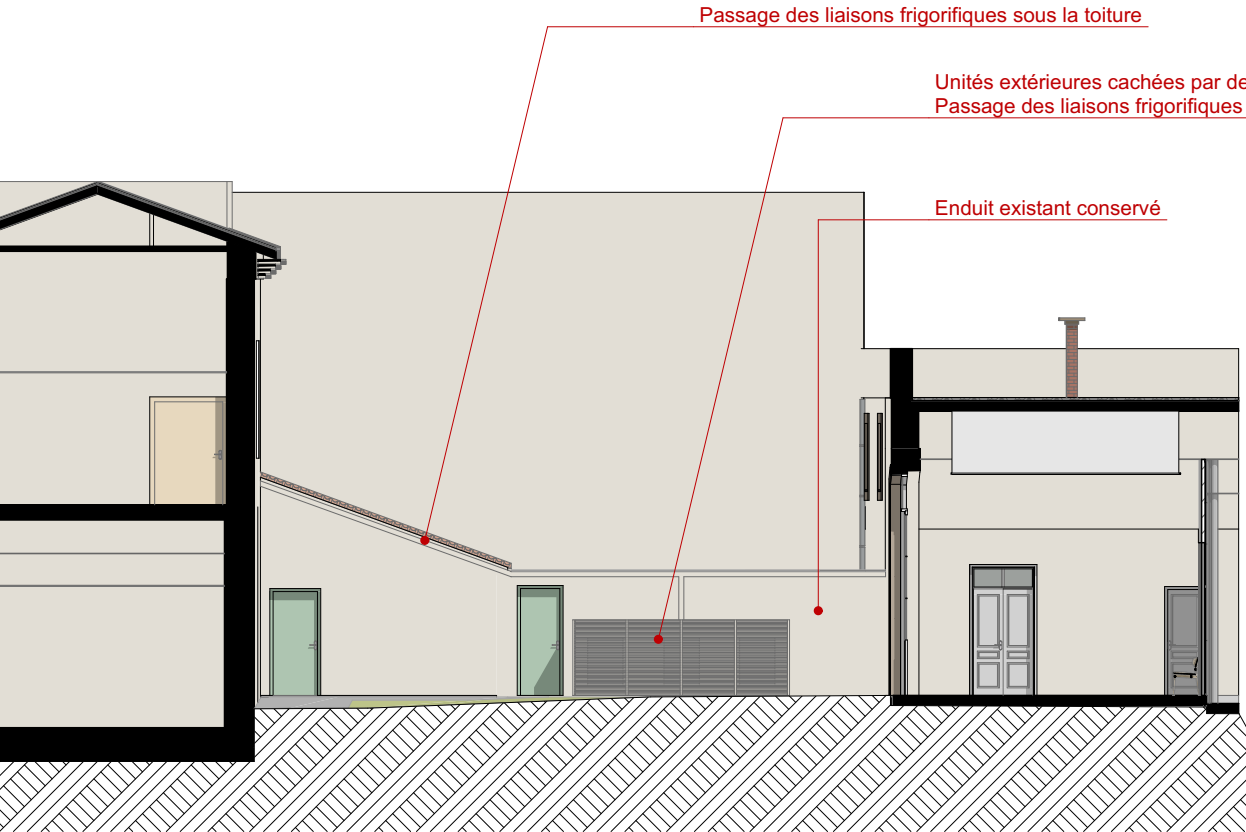 Passage des liaisons frigorifiques sous la toiture
Unités extérieures cachées par de
Passage des liaisons frigorifiques
Enduit existant conservé